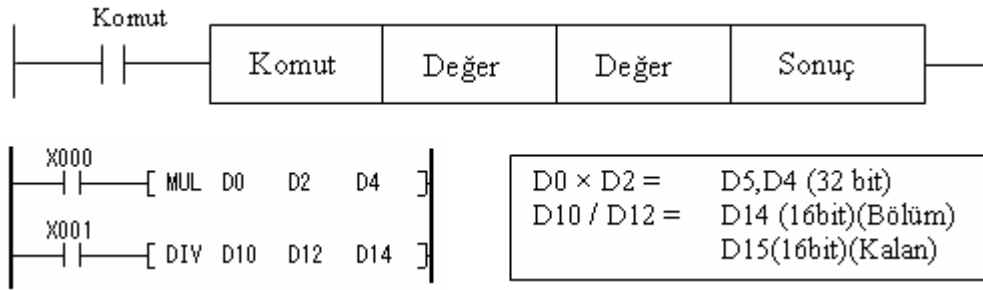 Komut
Komut Değer Değer Sonuç
X000
MUL D0 D2 D4
X001
DIV D10 D12 D14
D0 × D2 = D5,D4 (32 bit)
D10 / D12 = D14 (16bit)(Bölüm)
D15(16bit)(Kalan)